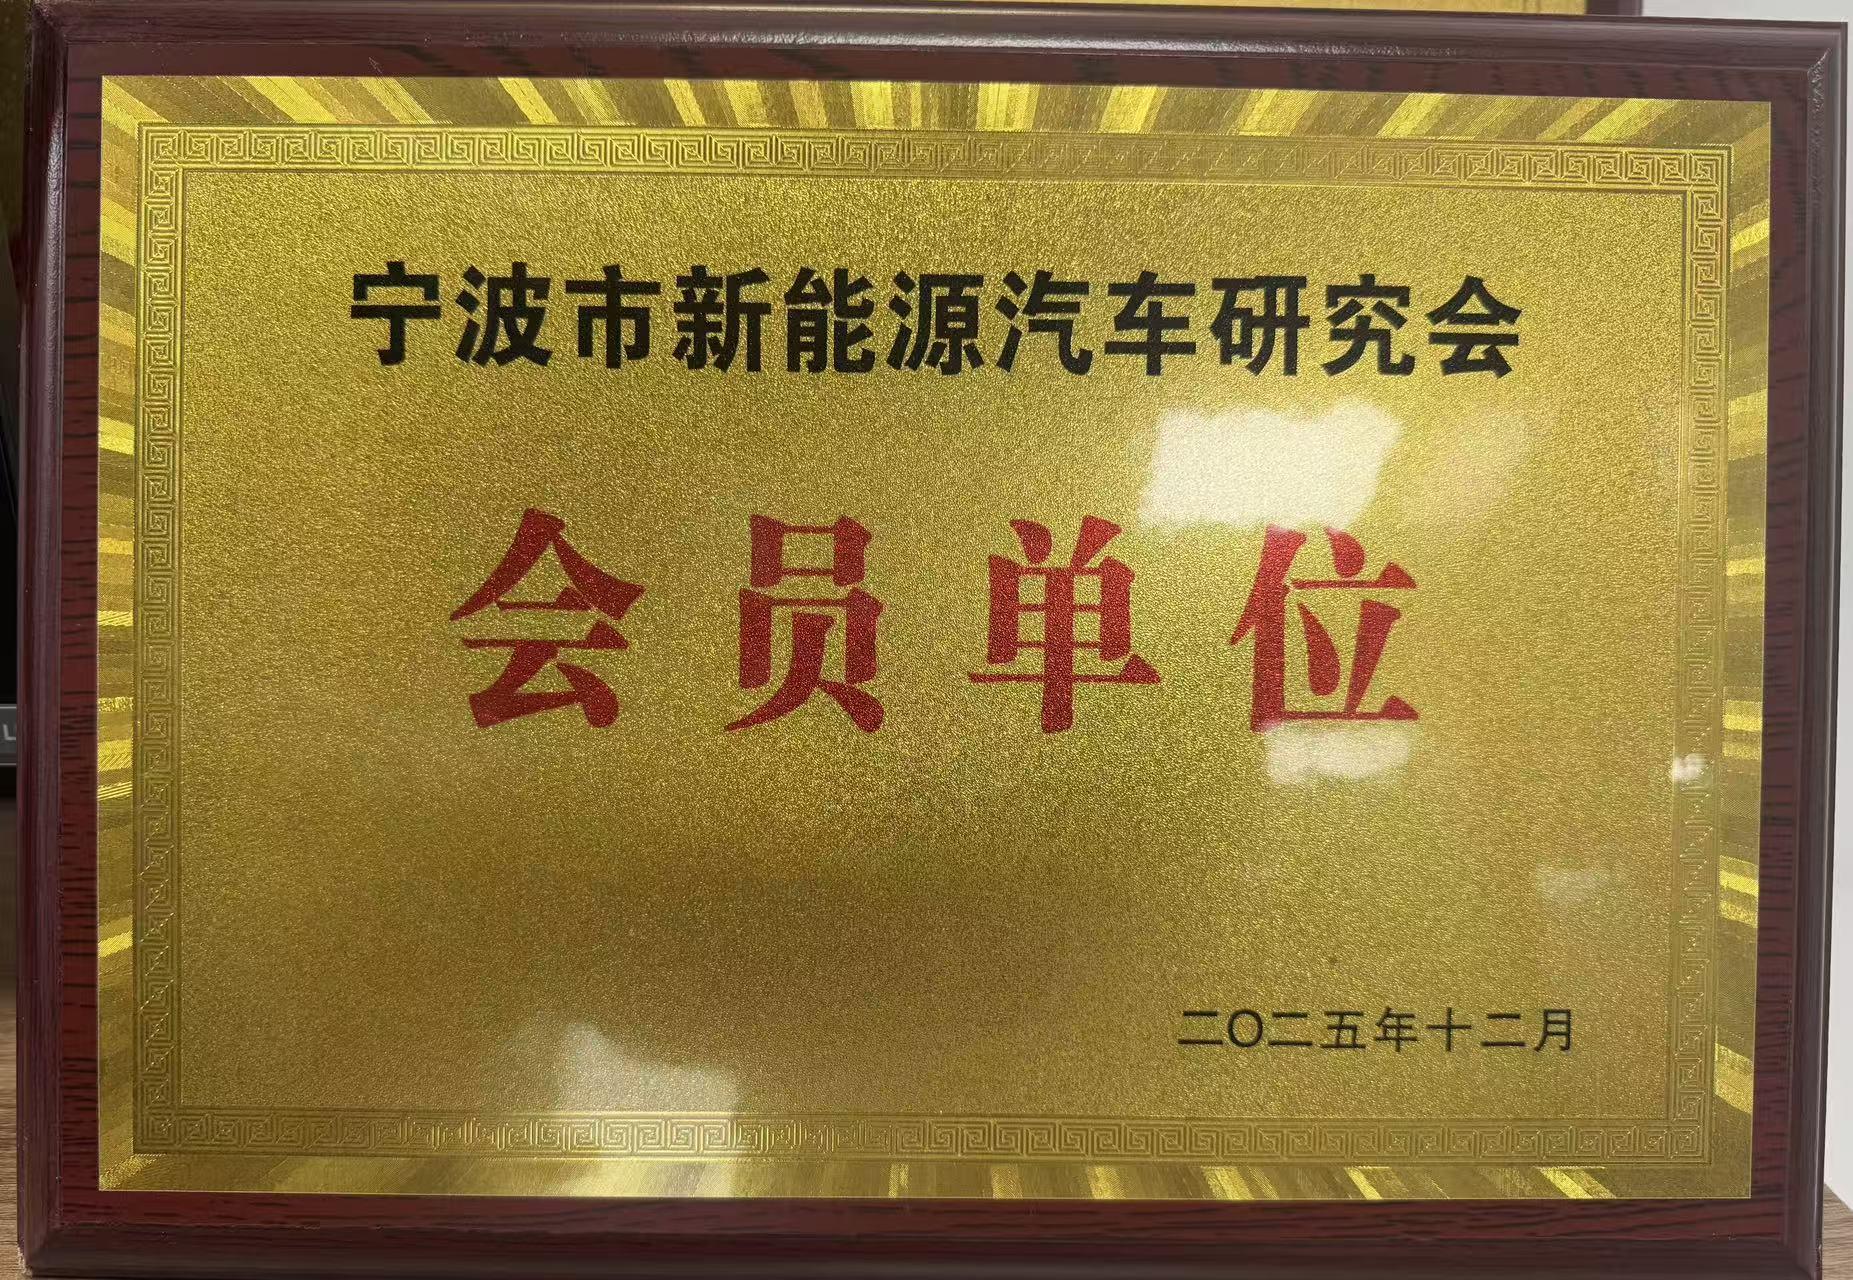 宁波市新能源汽车研究会
会员单位
二〇二五年十二月